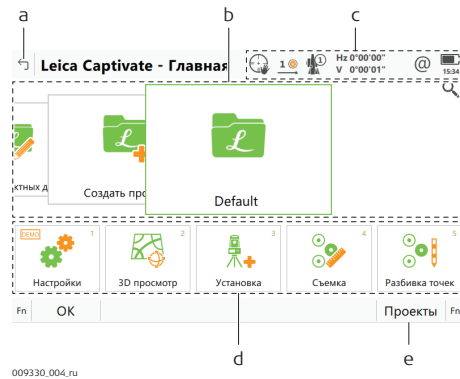 a b c
Leica Captivate - Главная
1 1 Hz 0°00'00" @
V 0°00'01" 15:34
ктных д Создать про Default
DEMO 1 2 3 4 5
Настройки 3D просмотр Установка Съемка Разбивка точек
Fn OK Проекты Fn
d e
009330_004_ru